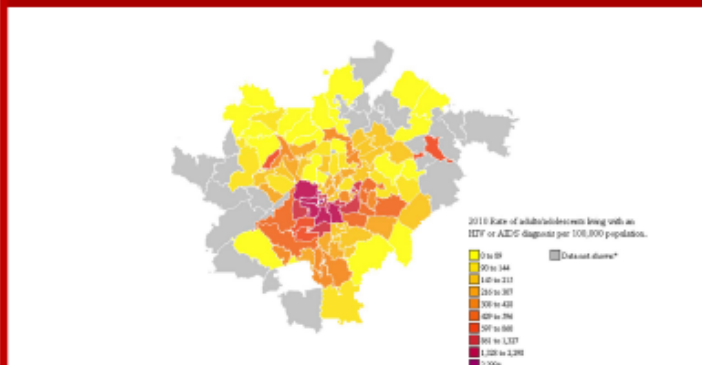 2010 Rate of adults/adolescents living with an
HIV or AIDS diagnosis per 100,000 population.
0 to 89
Data not shown*
90 to 144
145 to 215
216 to 307
308 to 428
429 to 596
597 to 860
861 to 1,327
1,328 to 2,298